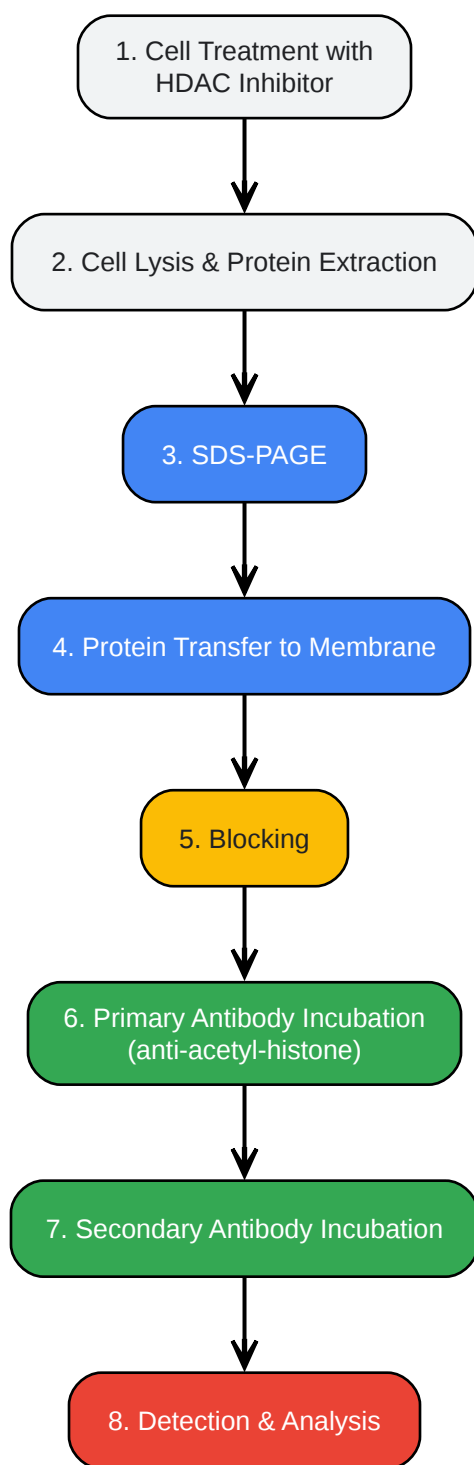 1. Cell Treatment with
HDAC Inhibitor
2. Cell Lysis & Protein Extraction
3. SDS-PAGE
4. Protein Transfer to Membrane
5. Blocking
6. Primary Antibody Incubation
(anti-acetyl-histone)
7. Secondary Antibody Incubation
8. Detection & Analysis